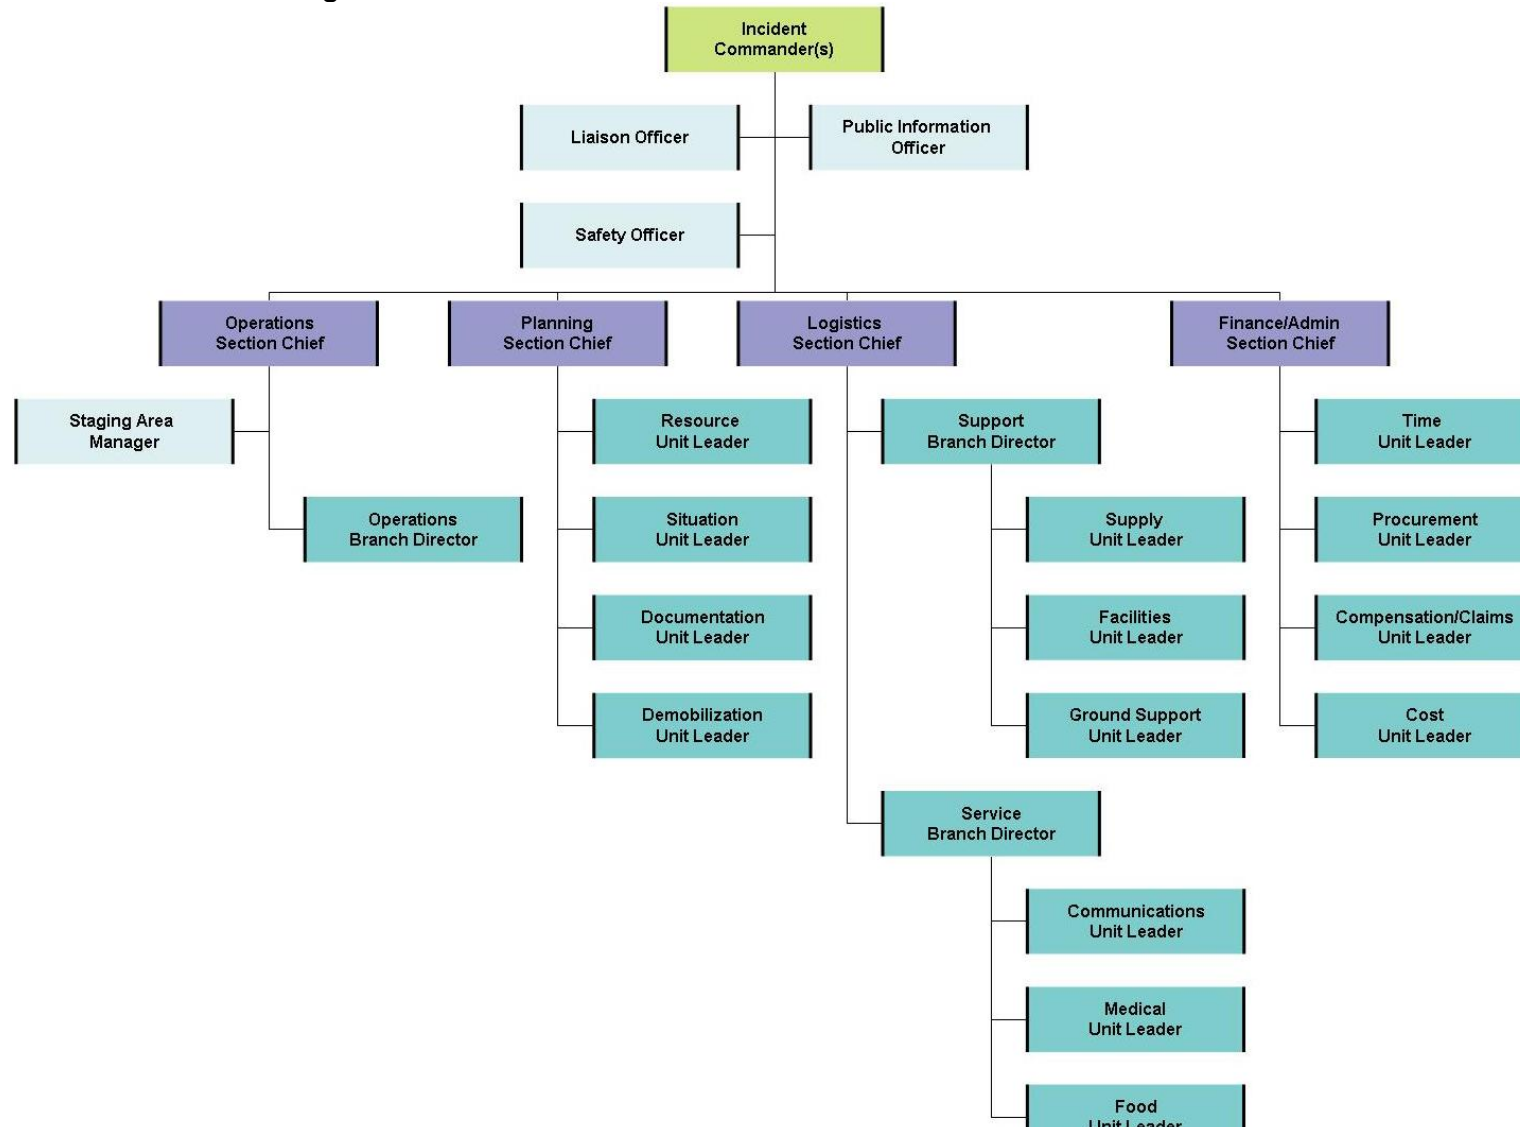 Incident
Commander(s)
Liaison Officer
Public Information
Officer
Safety Officer
Operations
Section Chief
Planning
Section Chief
Logistics
Section Chief
Finance/Admin
Section Chief
Staging Area
Manager
Resource
Unit Leader
Support
Branch Director
Time
Unit Leader
Operations
Branch Director
Situation
Unit Leader
Supply
Unit Leader
Procurement
Unit Leader
Documentation
Unit Leader
Facilities
Unit Leader
Compensation/Claims
Unit Leader
Demobilization
Unit Leader
Ground Support
Unit Leader
Cost
Unit Leader
Service
Branch Director
Communications
Unit Leader
Medical
Unit Leader
Food
Unit Leader